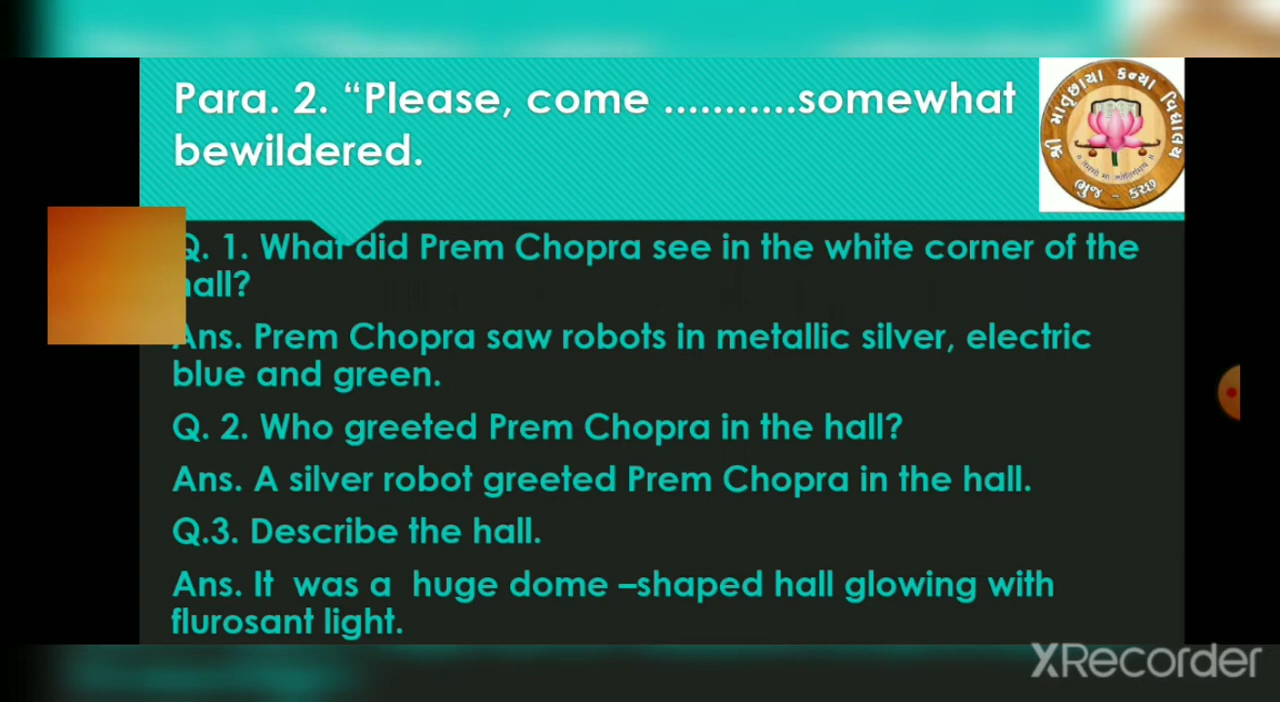 Para. 2. “Please, come ...........somewhat
bewildered.
શ્રી માતૃછાયા કન્યા વિદ્યાલય
ભુજ - કચ્છ
Q. 1. What did Prem Chopra see in the white corner of the
hall?
Ans. Prem Chopra saw robots in metallic silver, electric
blue and green.
Q. 2. Who greeted Prem Chopra in the hall?
Ans. A silver robot greeted Prem Chopra in the hall.
Q.3. Describe the hall.
Ans. It was a huge dome –shaped hall glowing with
flurosant light.
XRecorder